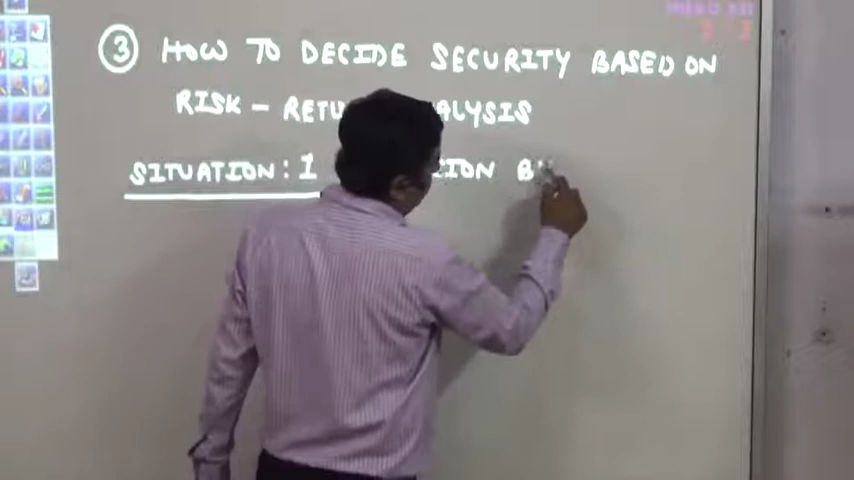 ③ HOW TO DECIDE SECURITY BASED ON
RISK - RETU ALYSIS
SITUATION : 1 ION B